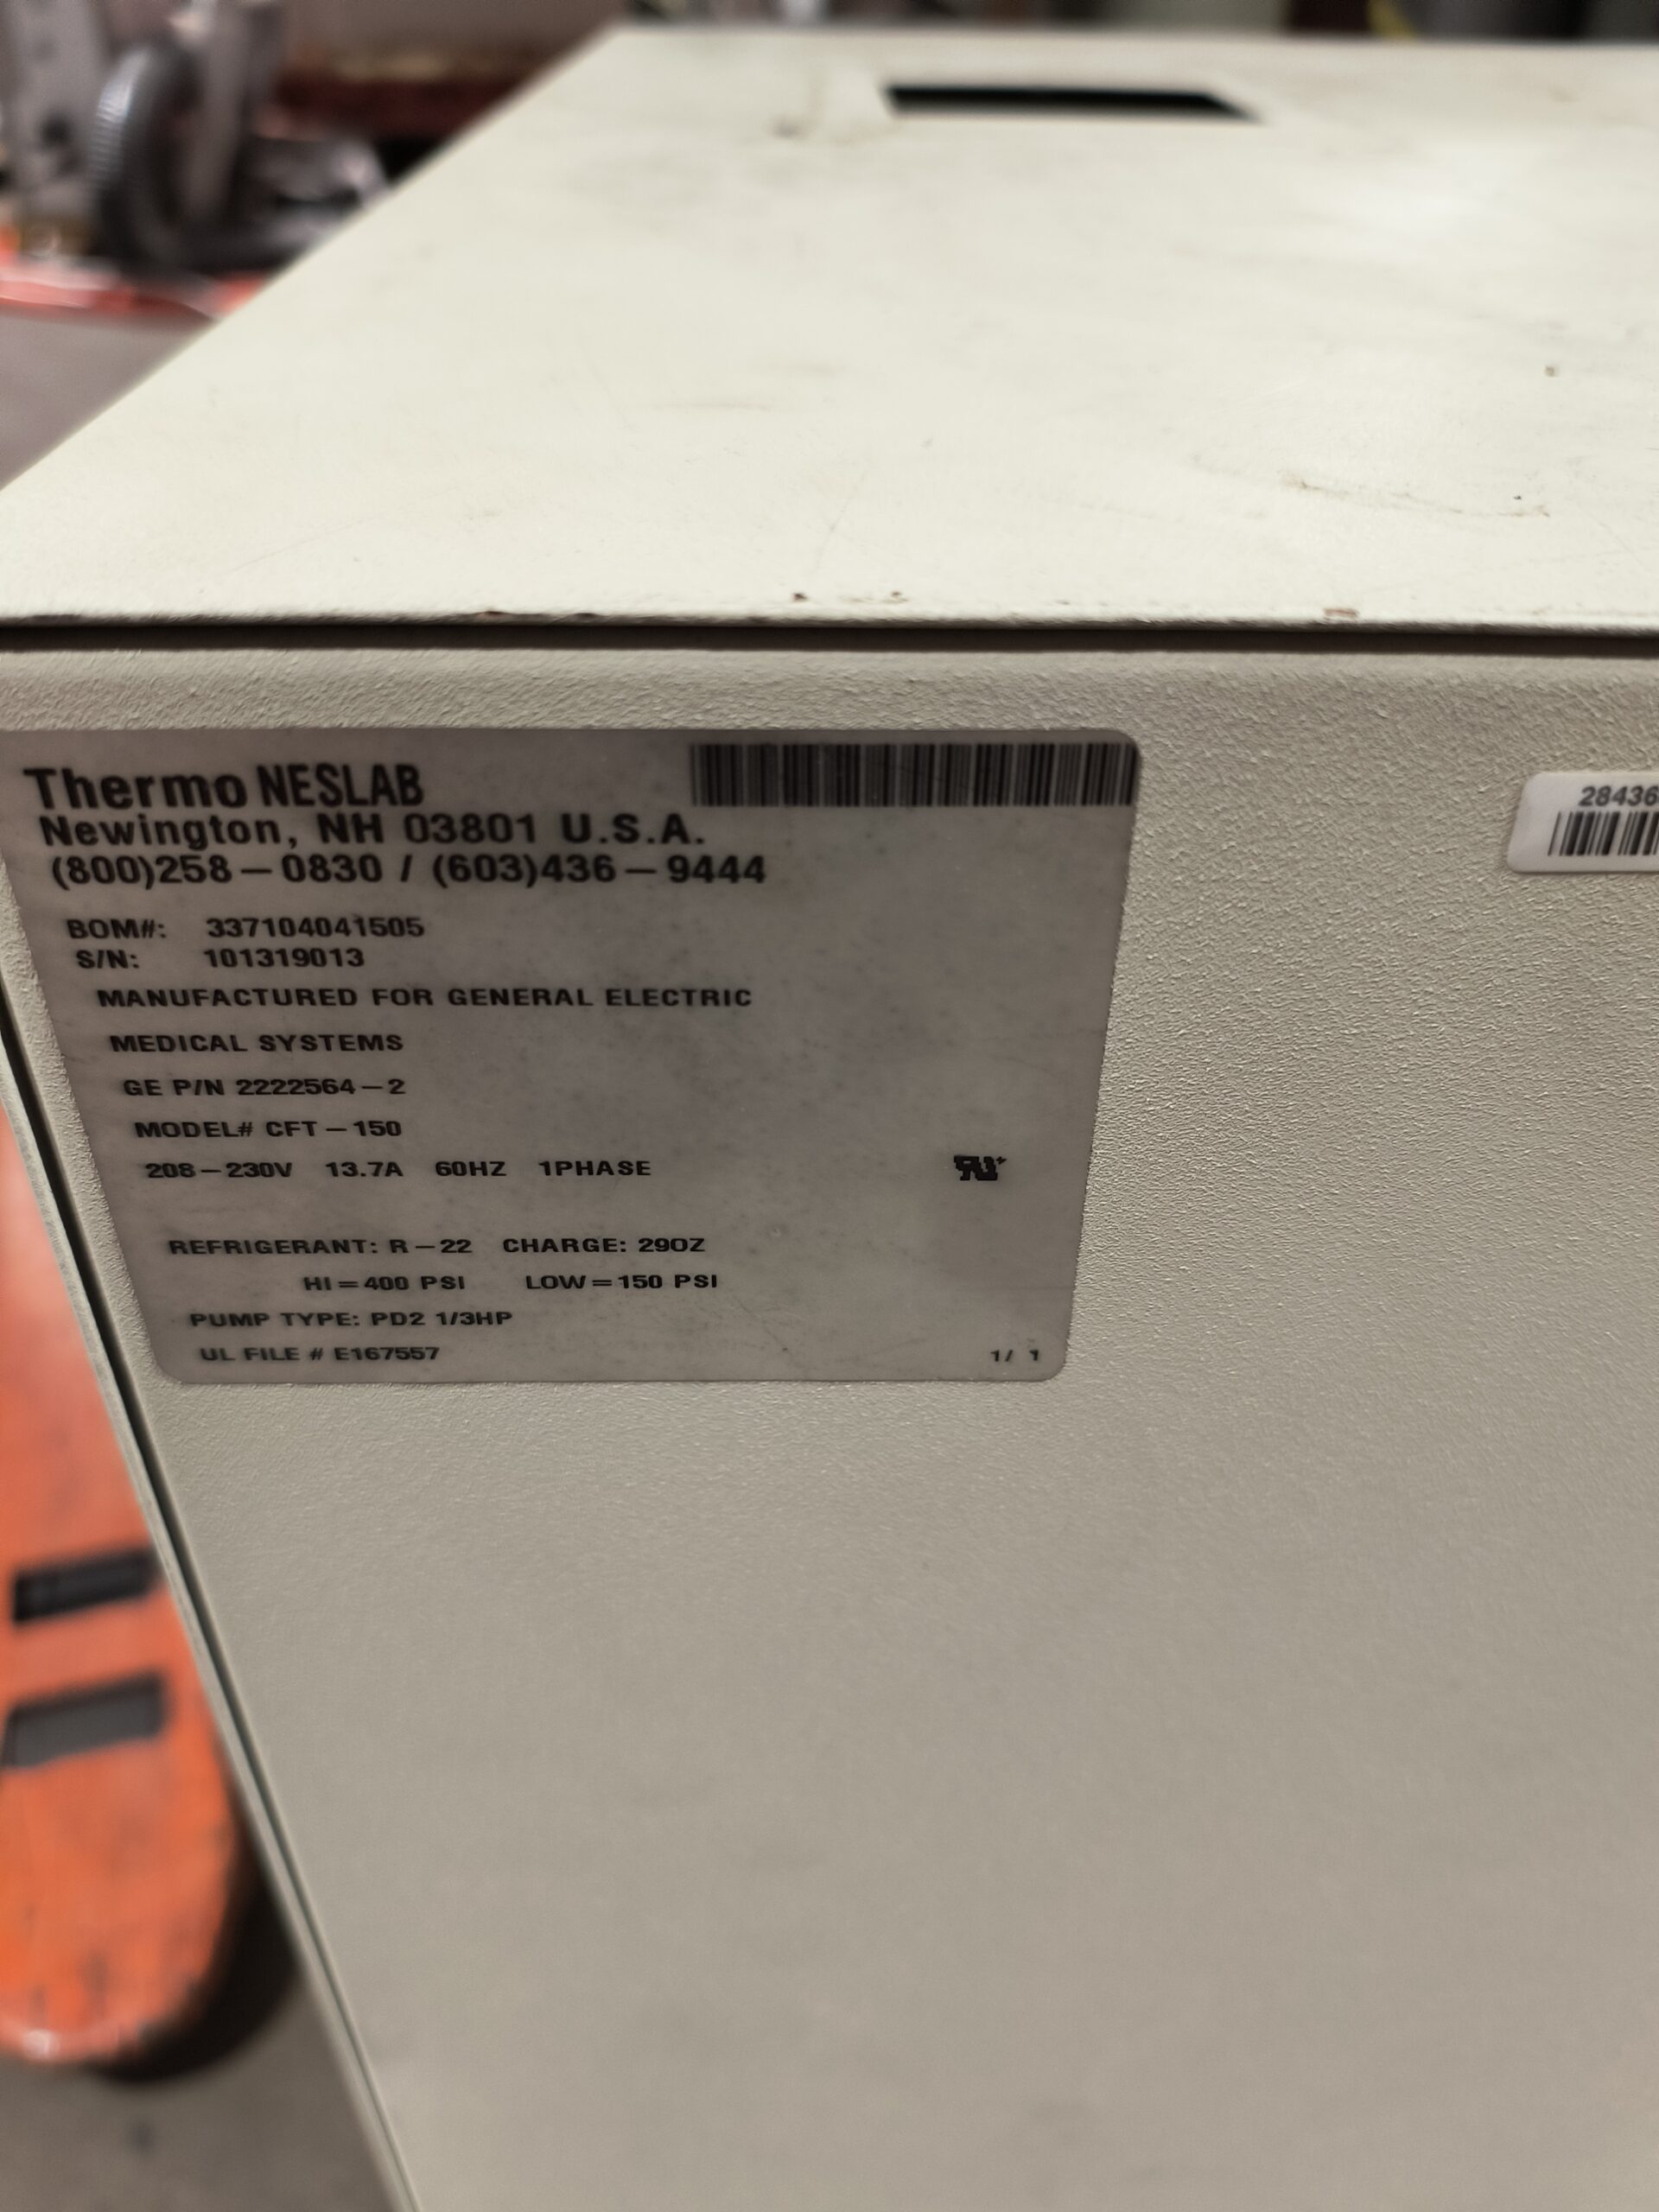 Thermo NESLAB
Newington, NH 03801 U.S.A.
(800)258-0830 / (603)436-9444
BOM#: 337104041505
S/N: 101319013
MANUFACTURED FOR GENERAL ELECTRIC
MEDICAL SYSTEMS
GE P/N 2222564-2
MODEL# CFT-150
208-230V 13.7A 60HZ 1PHASE
REFRIGERANT: R-22 CHARGE: 29OZ
HI=400 PSI LOW=150 PSI
PUMP TYPE: PD2 1/3HP
UL FILE # E167557
1/ 1
28436